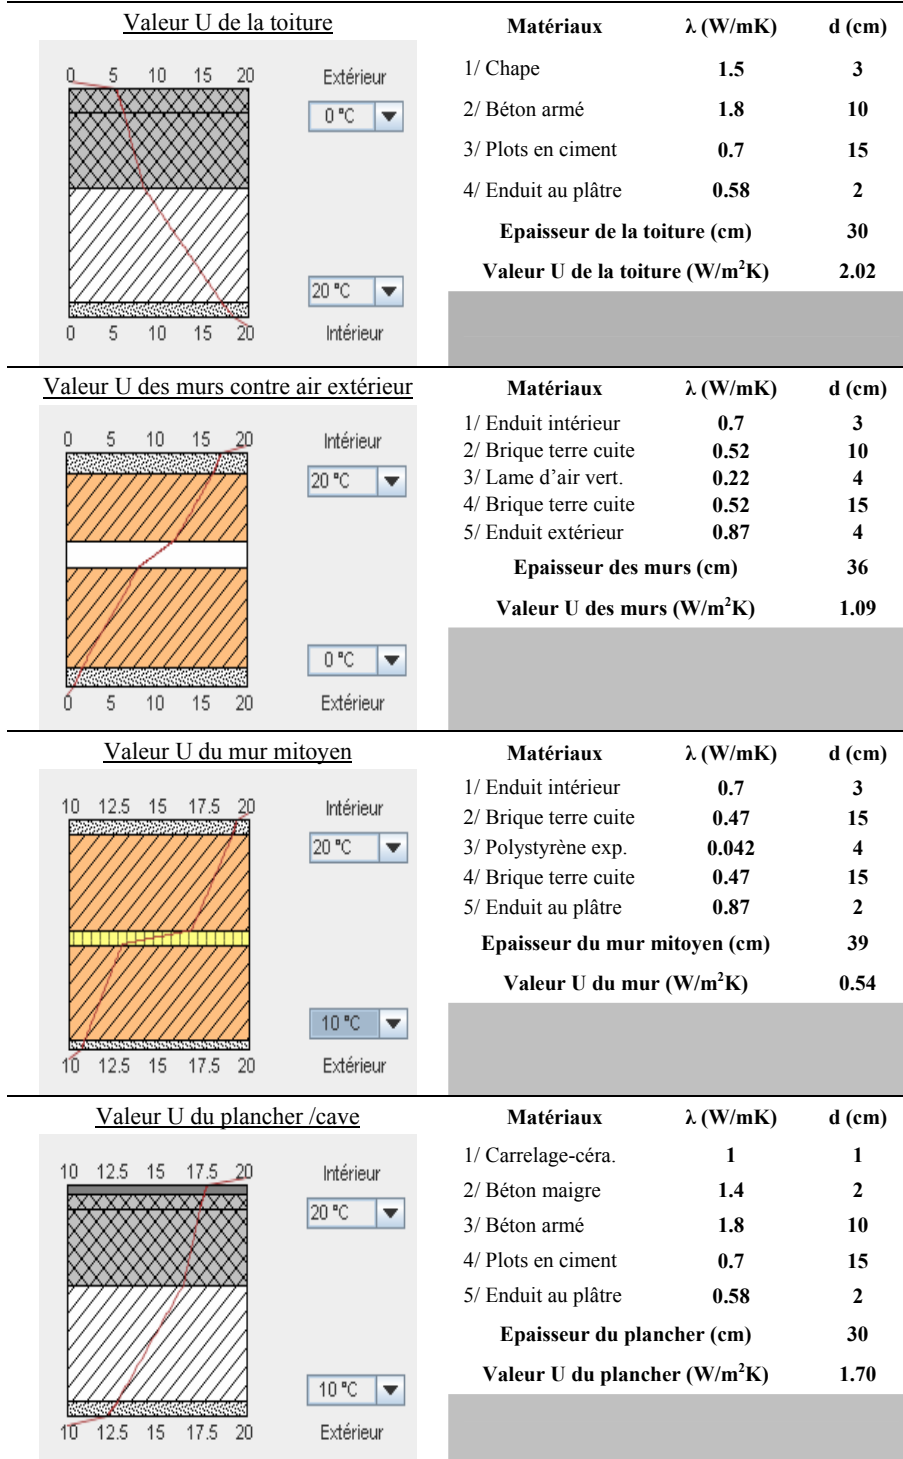 Valeur U de la toiture
Matériaux λ (W/mK) d (cm)
0 5 10 15 20 Extérieur
0 °C
20 °C
0 5 10 15 20 Intérieur
1/ Chape 1.5 3
2/ Béton armé 1.8 10
3/ Plots en ciment 0.7 15
4/ Enduit au plâtre 0.58 2
Epaisseur de la toiture (cm) 30
Valeur U de la toiture (W/m²K) 2.02
Valeur U des murs contre air extérieur
Matériaux λ (W/mK) d (cm)
0 5 10 15 20 Intérieur
20 °C
0 °C
0 5 10 15 20 Extérieur
1/ Enduit intérieur 0.7 3
2/ Brique terre cuite 0.52 10
3/ Lame d’air vert. 0.22 4
4/ Brique terre cuite 0.52 15
5/ Enduit extérieur 0.87 4
Epaisseur des murs (cm) 36
Valeur U des murs (W/m²K) 1.09
Valeur U du mur mitoyen
Matériaux λ (W/mK) d (cm)
10 12.5 15 17.5 20 Intérieur
20 °C
10 °C
10 12.5 15 17.5 20 Extérieur
1/ Enduit intérieur 0.7 3
2/ Brique terre cuite 0.47 15
3/ Polystyrène exp. 0.042 4
4/ Brique terre cuite 0.47 15
5/ Enduit au plâtre 0.87 2
Epaisseur du mur mitoyen (cm) 39
Valeur U du mur (W/m²K) 0.54
Valeur U du plancher /cave
Matériaux λ (W/mK) d (cm)
10 12.5 15 17.5 20 Intérieur
20 °C
10 °C
10 12.5 15 17.5 20 Extérieur
1/ Carrelage-céra. 1 1
2/ Béton maigre 1.4 2
3/ Béton armé 1.8 10
4/ Plots en ciment 0.7 15
5/ Enduit au plâtre 0.58 2
Epaisseur du plancher (cm) 30
Valeur U du plancher (W/m²K) 1.70